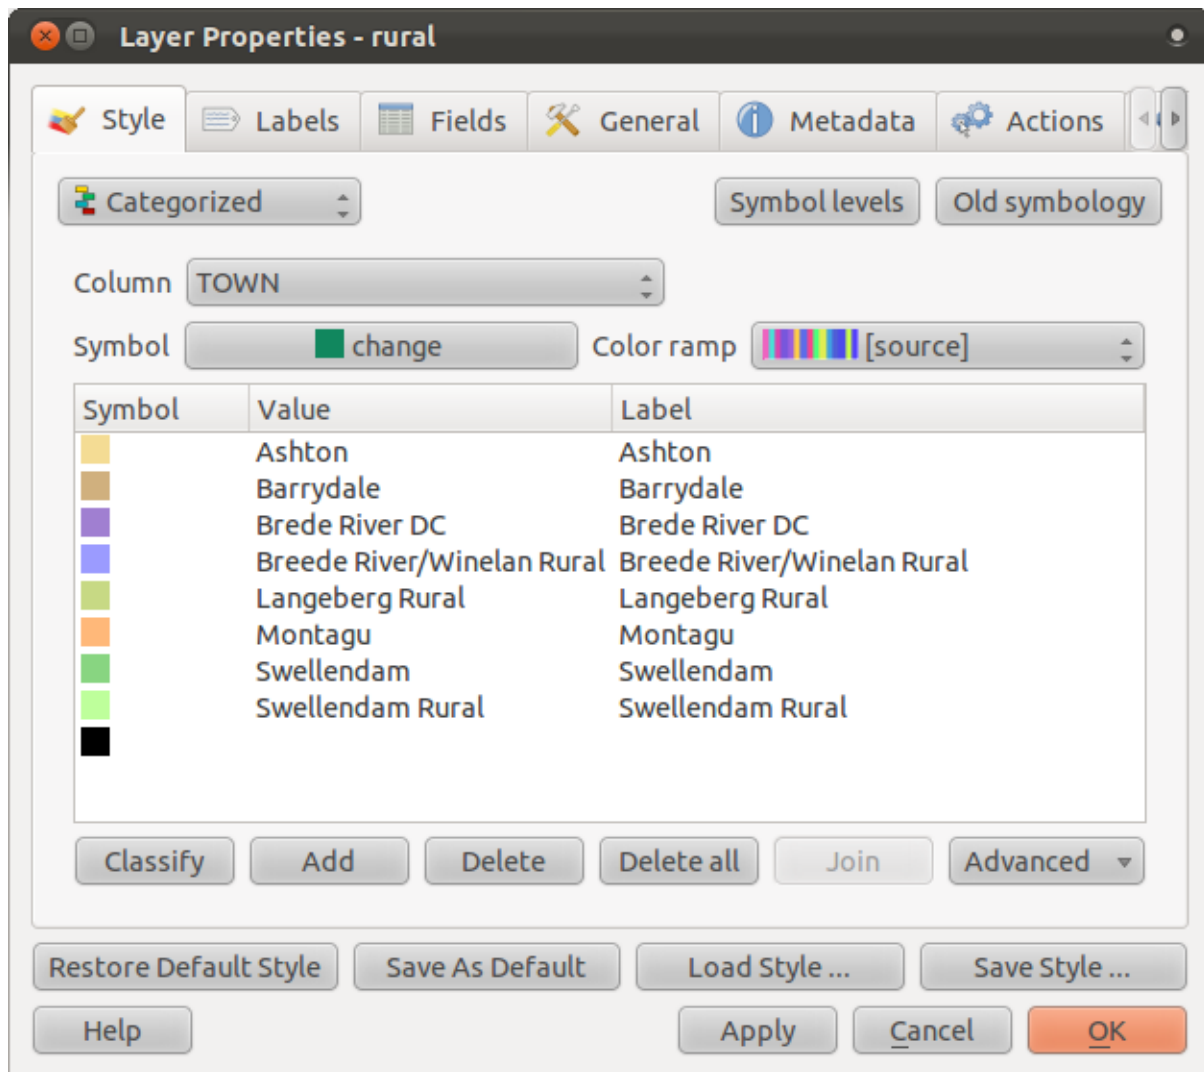 Layer Properties - rural
Style Labels Fields General Metadata Actions
Categorized Symbol levels Old symbology
Column TOWN
Symbol change Color ramp [source]
Symbol Value Label
Ashton Ashton
Barrydale Barrydale
Brede River DC Brede River DC
Breede River/Winelan Rural Breede River/Winelan Rural
Langeberg Rural Langeberg Rural
Montagu Montagu
Swellendam Swellendam
Swellendam Rural Swellendam Rural
Classify Add Delete Delete all Join Advanced
Restore Default Style Save As Default Load Style ... Save Style ...
Help Apply Cancel OK